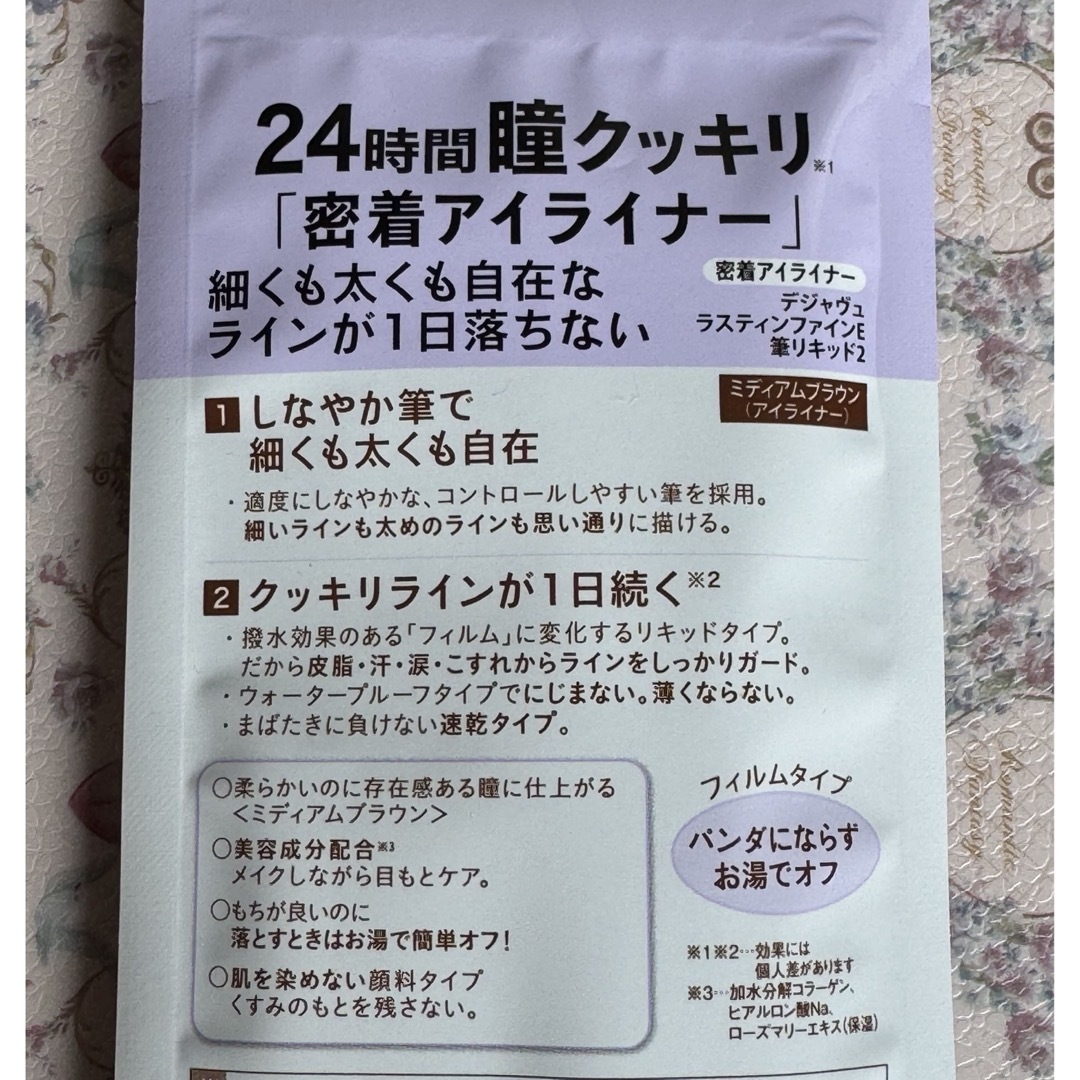 24時間 瞳クッキリ※1
「密着アイライナー」
細くも太くも自在な
ラインが1日落ちない
密着アイライナー
デジャヴュ
ラスティンファインE
筆リキッド2
ミディアムブラウン
(アイライナー)
1 しなやか筆で
細くも太くも自在
・適度にしなやかな、コントロールしやすい筆を採用。
細いラインも太めのラインも思い通りに描ける。
2 クッキリラインが1日続く※2
・撥水効果のある「フィルム」に変化するリキッドタイプ。
だから皮脂・汗・涙・こすれからラインをしっかりガード。
・ウォータープルーフタイプでにじまない。薄くならない。
・まばたきに負けない速乾タイプ。
○柔らかいのに存在感ある瞳に仕上がる
<ミディアムブラウン>
○美容成分配合※3
メイクしながら目もとケア。
○もちが良いのに
落とすときはお湯で簡単オフ!
○肌を染めない顔料タイプ
くすみのもとを残さない。
フィルムタイプ
パンダにならず
お湯でオフ
※1※2…効果には
個人差があります
※3…加水分解コラーゲン、
ヒアルロン酸Na、
ローズマリーエキス(保湿)